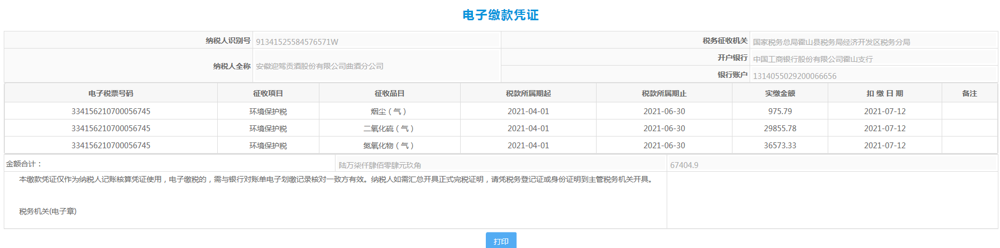 电子缴款凭证
纳税人识别号 91341525584576571W 税务征收机关 国家税务总局霍山县税务局经济开发区税务分局
纳税人全称 安徽迎驾贡酒股份有限公司曲酒分公司 开户银行 中国工商银行股份有限公司霍山支行
银行账户 1314055029200066656
电子税票号码 征收项目 征收品目 税款所属期起 税款所属期止 实缴金额 扣 缴 日 期 备注
334156210700056745 环境保护税 烟尘（气） 2021-04-01 2021-06-30 975.79 2021-07-12
334156210700056745 环境保护税 二氧化硫（气） 2021-04-01 2021-06-30 29855.78 2021-07-12
334156210700056745 环境保护税 氮氧化物（气） 2021-04-01 2021-06-30 36573.33 2021-07-12
金额合计： 陆万柒仟肆佰零肆元玖角 67404.9
本缴款凭证仅作为纳税人记账核算凭证使用，电子缴税的，需与银行对账单电子划缴记录核对一致方有效。纳税人如需汇总开具正式完税证明，请凭税务登记证或身份证明到主管税务机关开具。
税务机关(电子章)
打印